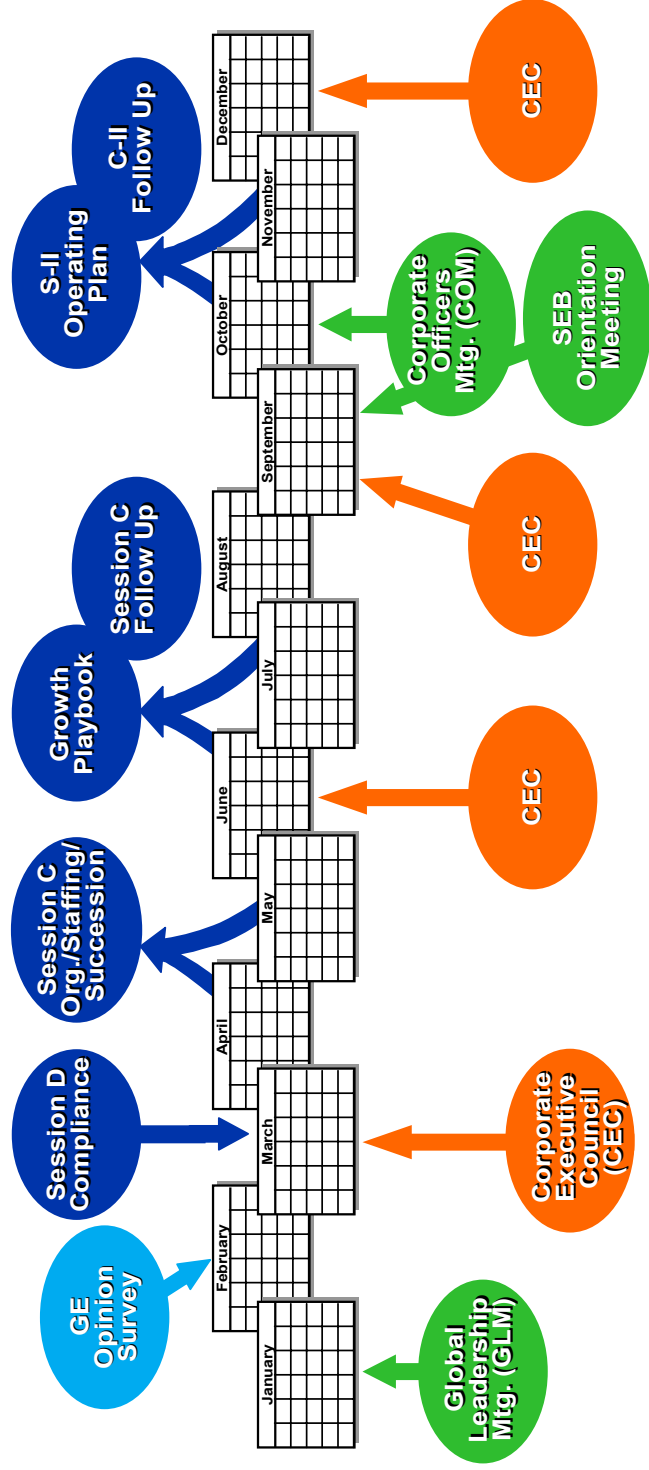 GE
Opinion
Survey
Session D
Compliance
Session C
Org./Staffing/
Succession
Growth
Playbook
Session C
Follow Up
S-II
Operating
Plan
C-II
Follow Up
January
February
March
April
May
June
July
August
September
October
November
December
Global
Leadership
Mtg. (GLM)
Corporate
Executive
Council
(CEC)
CEC
CEC
Corporate
Officers
Mtg. (COM)
SEB
Orientation
Meeting
CEC